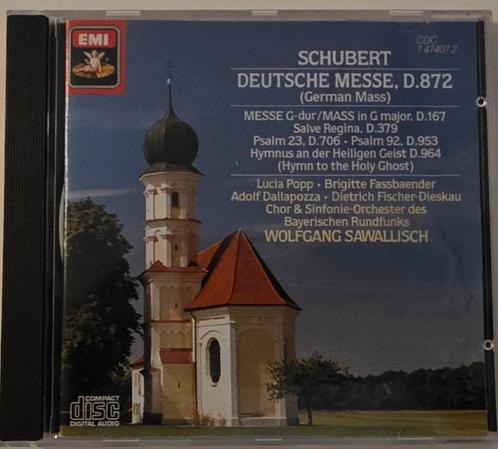 EMI
CDC
7 47407 2
SCHUBERT
DEUTSCHE MESSE, D.872
(German Mass)
MESSE G-dur/MASS in G major, D.167
Salve Regina, D.379
Psalm 23, D.706 • Psalm 92, D.953
Hymnus an der Heiligen Geist D.964
(Hymn to the Holy Ghost)
Lucia Popp • Brigitte Fassbaender
Adolf Dallapozza • Dietrich Fischer-Dieskau
Chor & Sinfonie-Orchester des
Bayerischen Rundfunks
WOLFGANG SAWALLISCH
COMPACT
disc
DIGITAL AUDIO